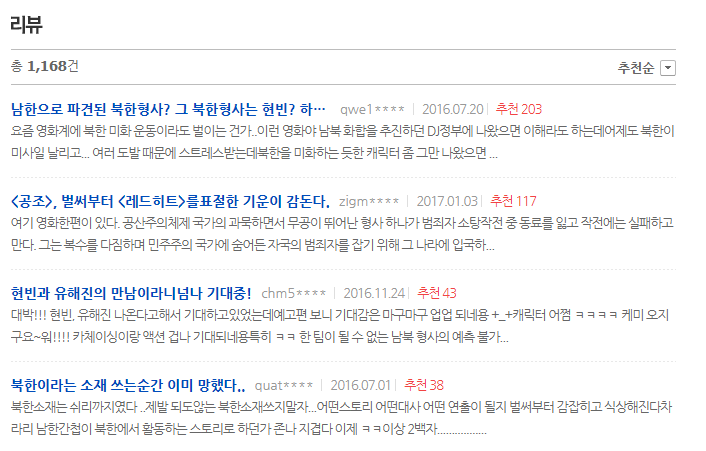 리뷰
총 1,168건 추천순
남한으로 파견된 북한형사? 그 북한형사는 현빈? 하··· qwe1**** 2016.07.20 추천 203
요즘 영화계에 북한 미화 운동이라도 벌이는 건가..이런 영화야 남북 화합을 추진하던 DJ정부에 나왔으면 이해라도 하는데어제도 북한이
미사일 날리고... 여러 도발 때문에 스트레스받는데북한을 미화하는 듯한 캐릭터 좀 그만 나왔으면 ...
<공조>, 벌써부터 <레드히트>를표절한 기운이 감돈다. zigm**** 2017.01.03 추천 117
여기 영화한편이 있다. 공산주의체제 국가의 과묵하면서 무공이 뛰어난 형사 하나가 범죄자 소탕작전 중 동료를 잃고 작전에는 실패하고
만다. 그는 복수를 다짐하며 민주주의 국가에 숨어든 자국의 범죄자를 잡기 위해 그 나라에 입국하...
현빈과 유해진의 만남이라니넘나 기대중! chm5**** 2016.11.24 추천 43
대박!!! 현빈, 유해진 나온다고해서 기대하고있었는데예고편 보니 기대감은 마구마구 업업 되네용 +_+캐릭터 어쩜 ㅋㅋㅋㅋ 케미 오지
구요~워!!!! 카체이싱이랑 액션 겁나 기대되네용특히 ㅋㅋ 한 팀이 될 수 없는 남북 형사의 예측 불가...
북한이라는 소재 쓰는순간 이미 망했다.. quat**** 2016.07.01 추천 38
북한소재는 쉬리까지였다 ..제발 되도않는 북한소재쓰지말자...어떤스토리 어떤대사 어떤 연출이 될지 벌써부터 감잡히고 식상해진다차
라리 남한간첩이 북한에서 활동하는 스토리로 하던가 존나 지겹다 이제 ㅋㅋ이상 2백자.................